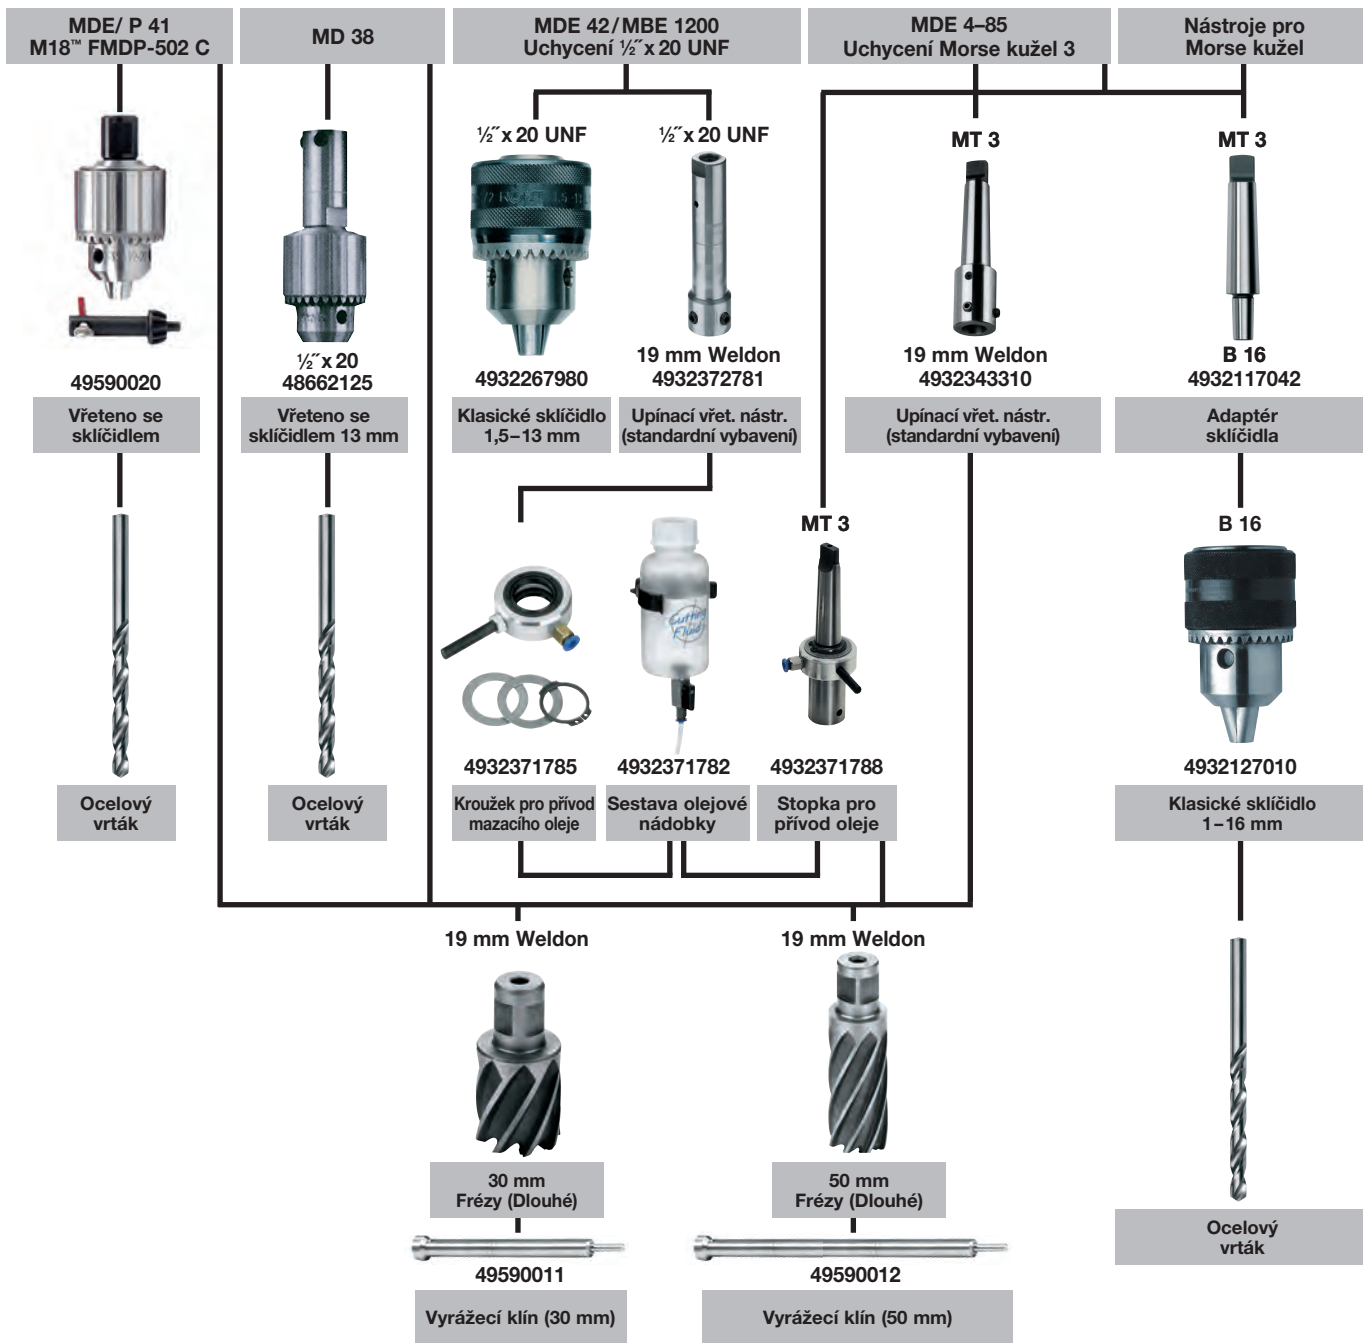 MDE/ P 41
M18™ FMDP-502 C
MD 38
MDE 42/MBE 1200
Uchycení ½˝x 20 UNF
MDE 4–85
Uchycení Morse kužel 3
Nástroje pro
Morse kužel
½˝x 20 UNF
½˝x 20 UNF
MT 3
MT 3
½˝x 20
19 mm Weldon
19 mm Weldon
B 16
49590020
48662125
4932267980
4932372781
4932343310
4932117042
Vřeteno se
sklíčidlem
Vřeteno se
sklíčidlem 13 mm
Klasické sklíčidlo
1,5–13 mm
Upínací vřet. nástr.
(standardní vybavení)
Upínací vřet. nástr.
(standardní vybavení)
Adaptér
sklíčidla
MT 3
B 16
Cutting
Fluid
4932371785
4932371782
4932371788
4932127010
Ocelový
vrták
Ocelový
vrták
Kroužek pro přívod
mazacího oleje
Sestava olejové
nádobky
Stopka pro
přívod oleje
Klasické sklíčidlo
1–16 mm
19 mm Weldon
19 mm Weldon
30 mm
Frézy (Dlouhé)
50 mm
Frézy (Dlouhé)
Ocelový
vrták
49590011
49590012
Vyrážecí klín (30 mm)
Vyrážecí klín (50 mm)